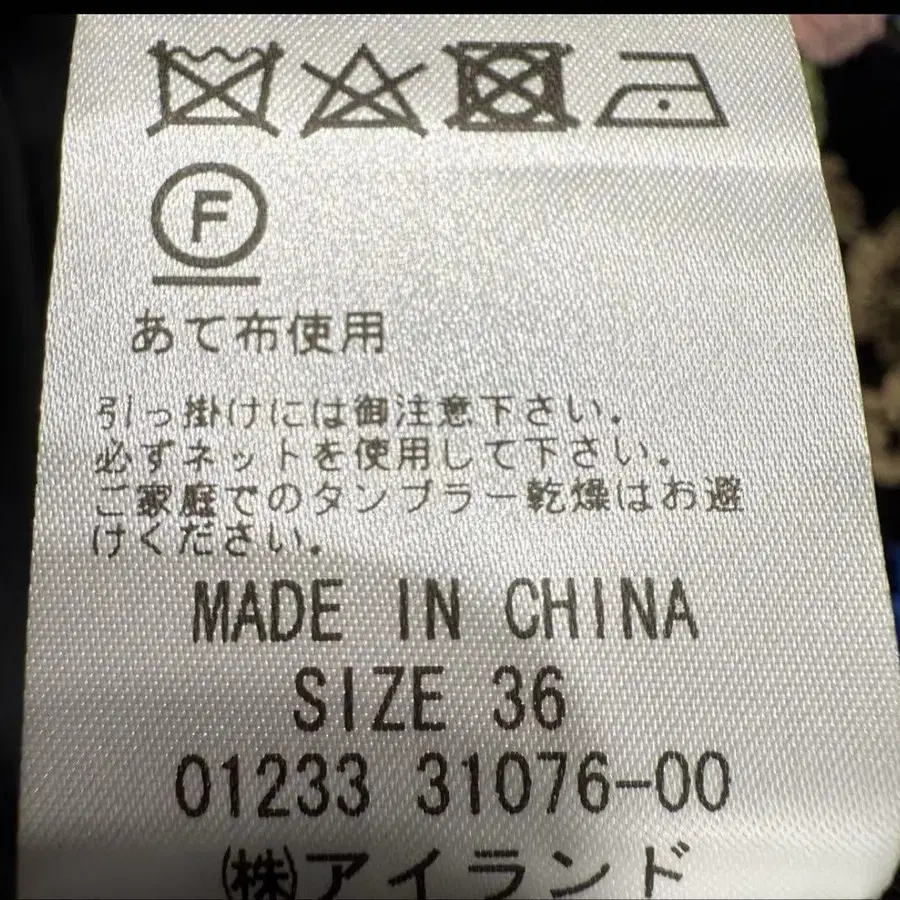 F
あて布使用
引っ掛けには御注意下さい。
必ずネットを使用して下さい。
ご家庭でのタンブラー乾燥はお避
けください。
MADE IN CHINA
SIZE 36
01233 31076-00
㈱アイランド